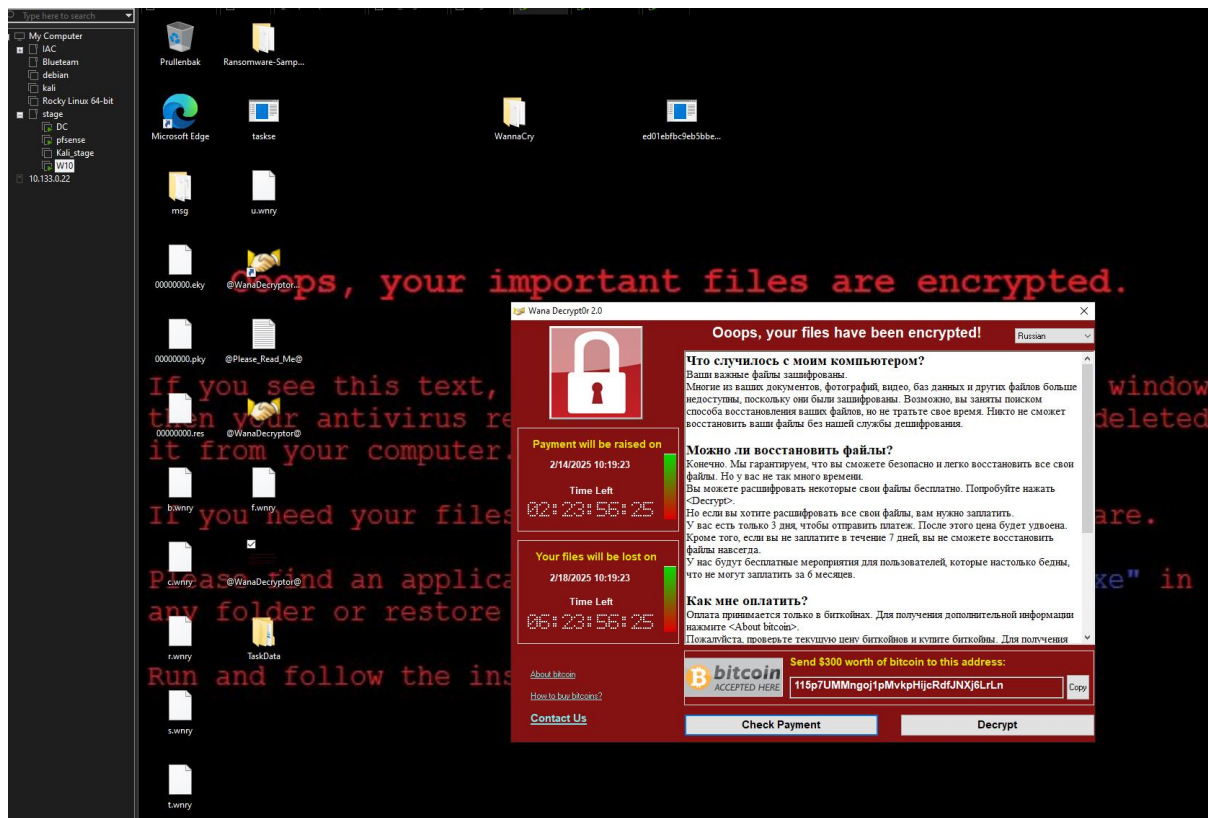 Type here to search
My Computer
IAC
Blueteam
debian
kali
Rocky Linux 64-bit
stage
DC
pfsense
Kali_stage
W10
10.133.0.22
Prullenbak
Ransomware-Samp...
Microsoft Edge
taskse
WannaCry
ed01ebfbc9eb5bbe...
msg
u.wnry
00000000.eky
@WanaDecryptor...
00000000.pky
@Please_Read_Me@
00000000.res
@WanaDecryptor@
b.wnry
f.wnry
c.wnry
@WanaDecryptor@
r.wnry
TaskData
s.wnry
t.wnry
Ooops, your important files are encrypted.
If you see this text,
window
then your antivirus
deleted
it from your computer.
If you need your files
are.
Please find an applica
xe" in
any folder or restore
Run and follow the ins
Wana Decrypt0r 2.0
Ooops, your files have been encrypted!
Russian
Payment will be raised on
2/14/2025 10:19:23
Time Left
02:23:56:25
Your files will be lost on
2/18/2025 10:19:23
Time Left
06:23:56:25
About bitcoin
How to buy bitcoins?
Contact Us
Что случилось с моим компьютером?
Ваши важные файлы зашифрованы.
Многие из ваших документов, фотографий, видео, баз данных и других файлов больше
недоступны, поскольку они были зашифрованы. Возможно, вы заняты поиском
способа восстановления ваших файлов, но не тратьте свое время. Никто не сможет
восстановить ваши файлы без нашей службы дешифрования.
Можно ли восстановить файлы?
Конечно. Мы гарантируем, что вы сможете безопасно и легко восстановить все свои
файлы. Но у вас не так много времени.
Вы можете расшифровать некоторые свои файлы бесплатно. Попробуйте нажать
<Decrypt>.
Но если вы хотите расшифровать все свои файлы, вам нужно заплатить.
У вас есть только 3 дня, чтобы отправить платеж. После этого цена будет удвоена.
Кроме того, если вы не заплатите в течение 7 дней, вы не сможете восстановить
файлы навсегда.
У нас будут бесплатные мероприятия для пользователей, которые настолько бедны,
что не могут заплатить за 6 месяцев.
Как мне оплатить?
Оплата принимается только в биткойнах. Для получения дополнительной информации
нажмите <About bitcoin>.
Пожалуйста, проверьте текущую цену биткойнов и купите биткойны. Для получения
bitcoin
ACCEPTED HERE
Send $300 worth of bitcoin to this address:
115p7UMMngoj1pMvkpHijcRdfJNXj6LrLn
Copy
Check Payment
Decrypt